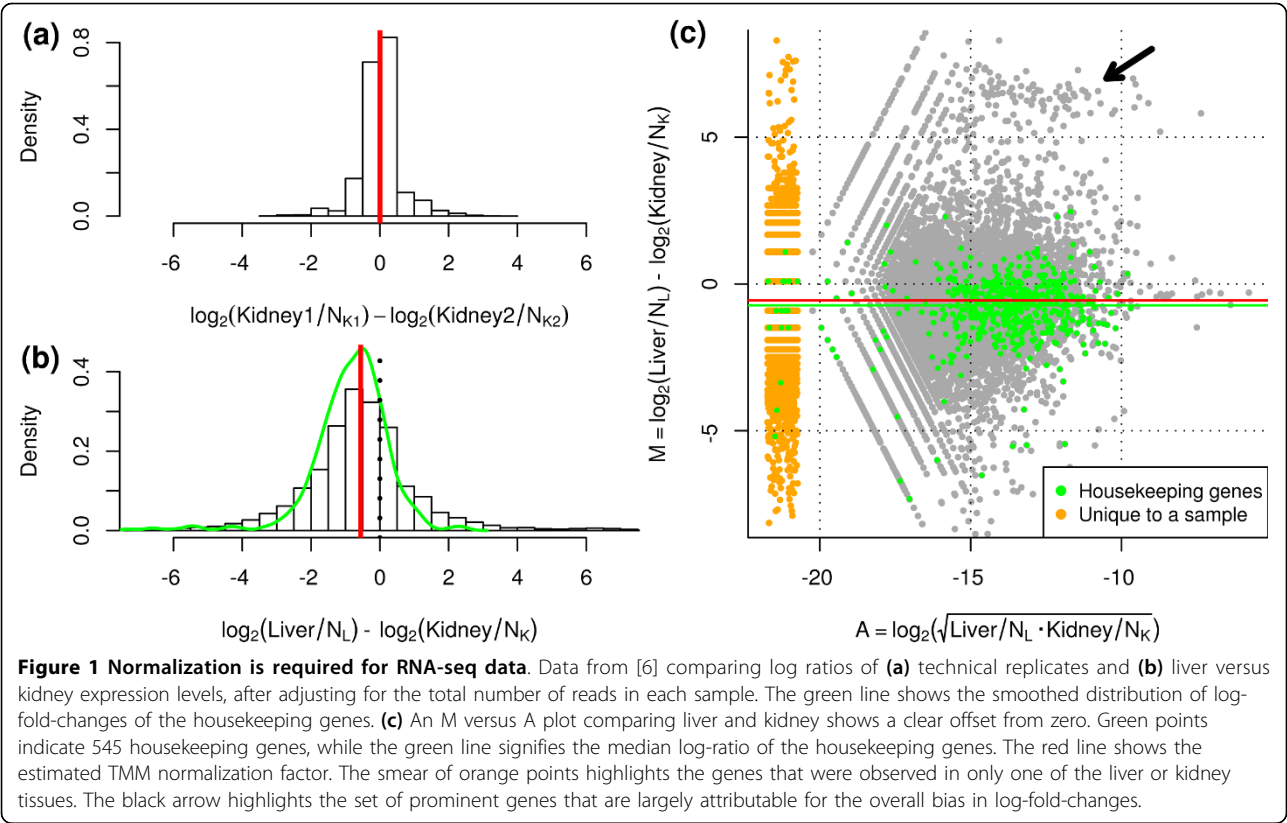 (a)
Density
0.0 0.4 0.8
-6 -4 -2 0 2 4 6
log2(Kidney1/NK1) − log2(Kidney2/NK2)
(b)
Density
0.0 0.2 0.4
-6 -4 -2 0 2 4 6
log2(Liver/NL) - log2(Kidney/NK)
(c)
M = log2(Liver/NL) - log2(Kidney/NK)
-5 0 5
Housekeeping genes
Unique to a sample
-20 -15 -10
A = log2(√Liver/NL · Kidney/NK)
Figure 1 Normalization is required for RNA-seq data. Data from [6] comparing log ratios of (a) technical replicates and (b) liver versus
kidney expression levels, after adjusting for the total number of reads in each sample. The green line shows the smoothed distribution of log-
fold-changes of the housekeeping genes. (c) An M versus A plot comparing liver and kidney shows a clear offset from zero. Green points
indicate 545 housekeeping genes, while the green line signifies the median log-ratio of the housekeeping genes. The red line shows the
estimated TMM normalization factor. The smear of orange points highlights the genes that were observed in only one of the liver or kidney
tissues. The black arrow highlights the set of prominent genes that are largely attributable for the overall bias in log-fold-changes.